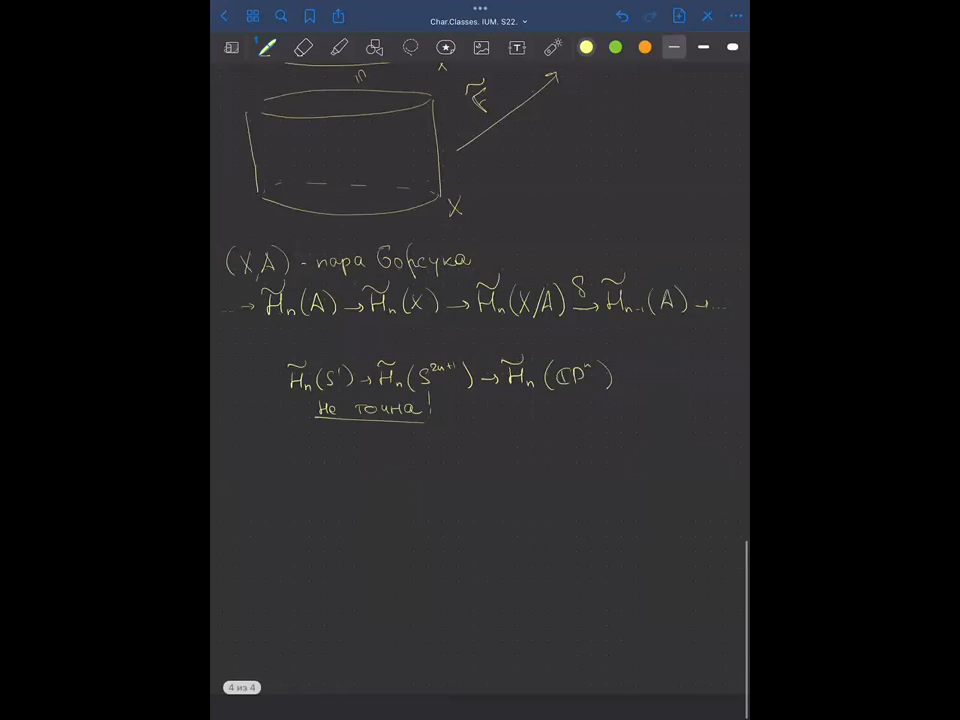 Char.Classes. IUM. S22.
F̃
X
(X,A) - пара Борсука
... → H̃ₙ(A) → H̃ₙ(X) → H̃ₙ(X/A) →^δ H̃ₙ₋₁(A) → ...
H̃ₙ(S¹) → H̃ₙ(S²ⁿ⁺¹) → H̃ₙ(ℂPⁿ)
не точна!
4 из 4